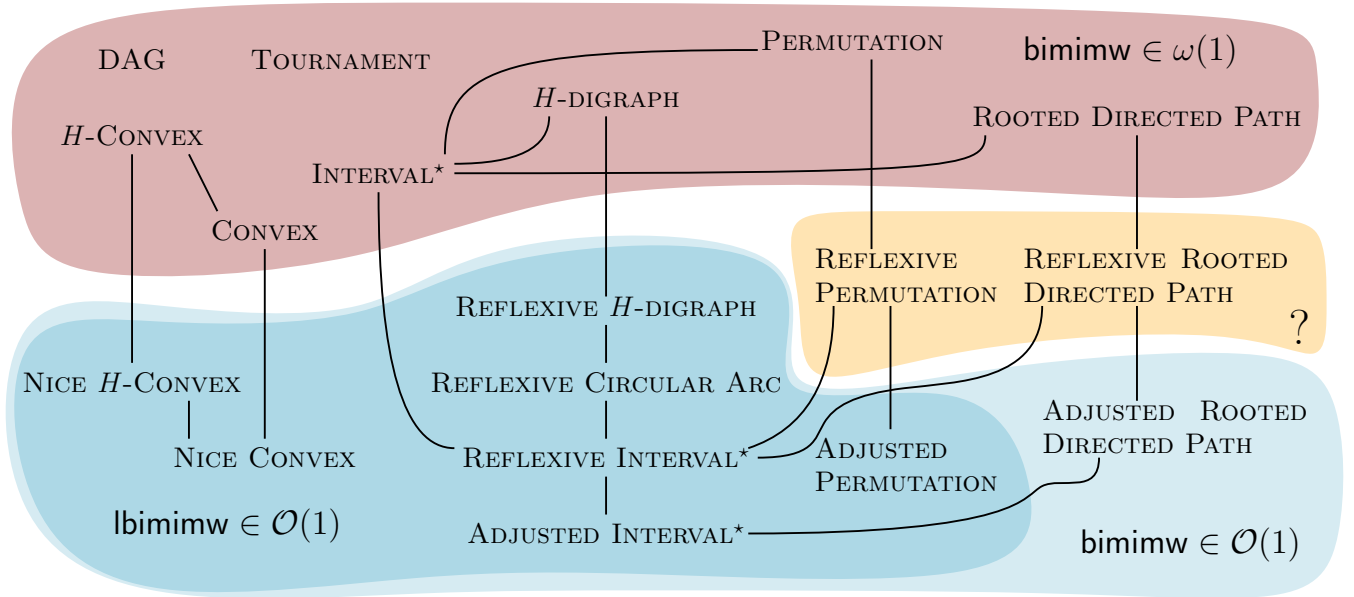 DAG
TOURNAMENT
PERMUTATION
bimimw ∈ ω(1)
H-DIGRAPH
H-CONVEX
ROOTED DIRECTED PATH
INTERVAL⋆
CONVEX
REFLEXIVE
PERMUTATION
REFLEXIVE ROOTED
DIRECTED PATH
REFLEXIVE H-DIGRAPH
?
NICE H-CONVEX
REFLEXIVE CIRCULAR ARC
ADJUSTED ROOTED
DIRECTED PATH
NICE CONVEX
REFLEXIVE INTERVAL⋆
ADJUSTED
PERMUTATION
lbimimw ∈ 𝒪(1)
ADJUSTED INTERVAL⋆
bimimw ∈ 𝒪(1)